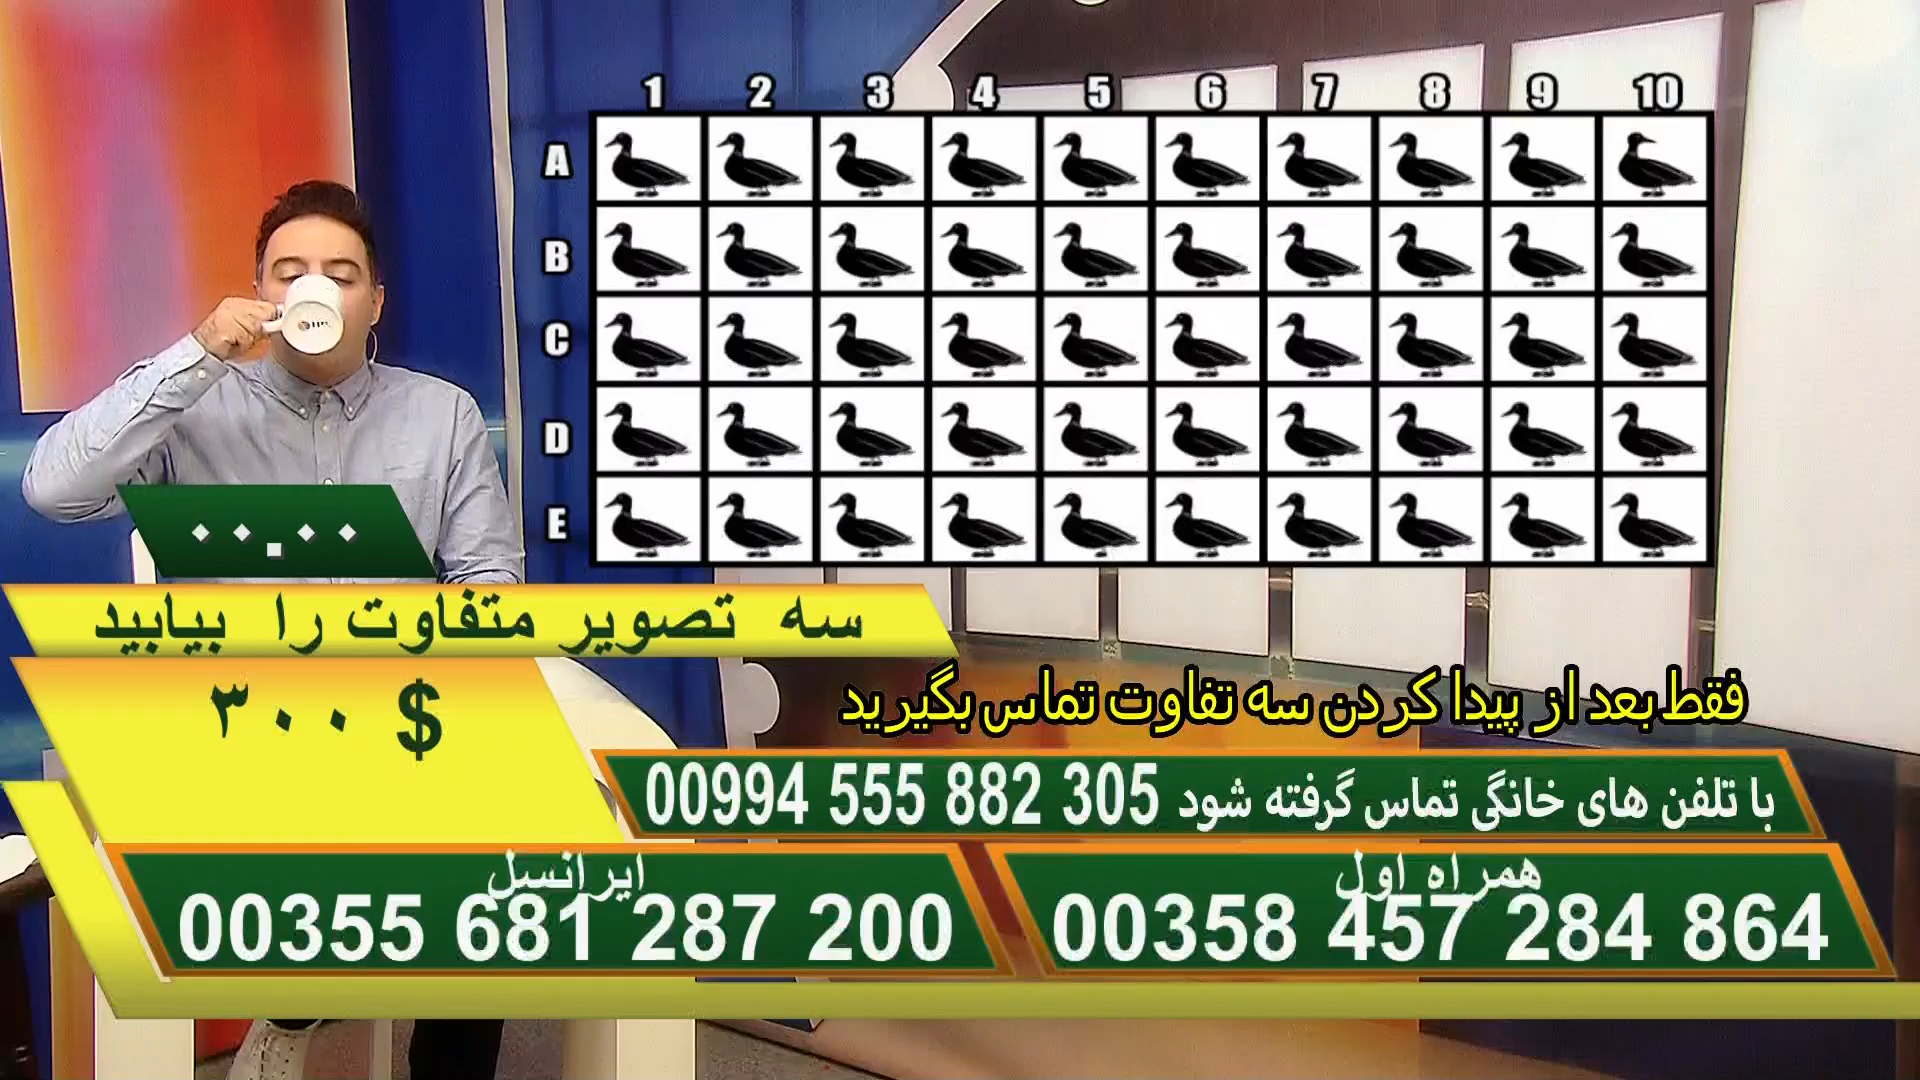 1 2 3 4 5 6 7 8 9 10
A
B
C
D
E
۰۰.۰۰
سه تصویر متفاوت را بیابید
۳۰۰ $
فقط بعد از پیدا کردن سه تفاوت تماس بگیرید
با تلفن های خانگی تماس گرفته شود 00994 555 882 305
همراه اول
00358 457 284 864
ایرانسل
00355 681 287 200